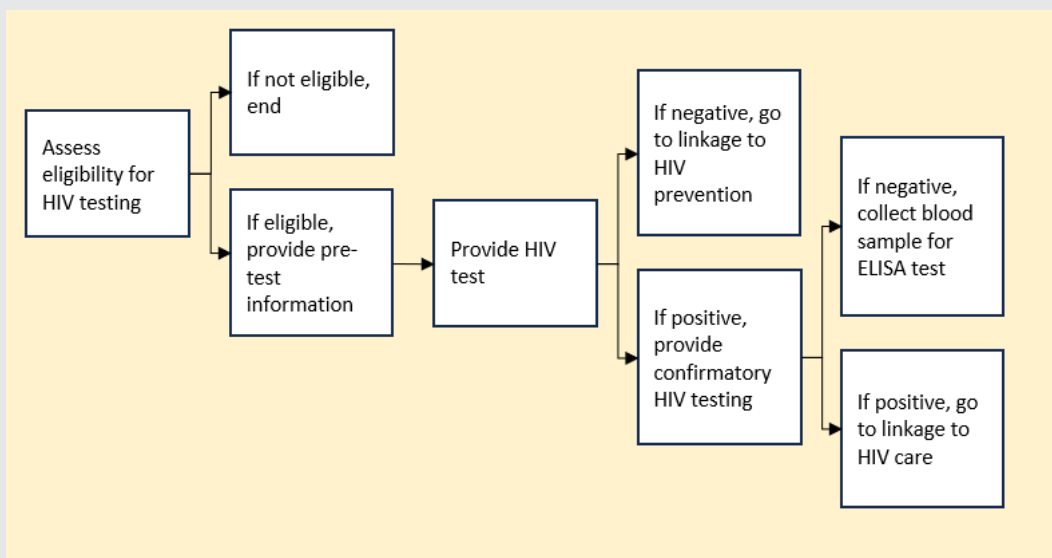 Assess
eligibility for
HIV testing
If not eligible,
end
If eligible,
provide pre-
test
information
Provide HIV
test
If negative, go
to linkage to
HIV
prevention
If positive,
provide
confirmatory
HIV testing
If negative,
collect blood
sample for
ELISA test
If positive, go
to linkage to
HIV care